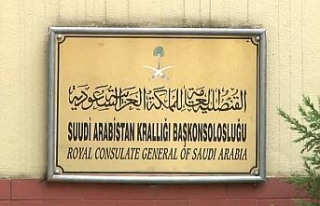 القنصلية العامة للمملكة العربية السعودية
SUUDİ ARABİSTAN KRALLIĞI BAŞKONSOLOSLUĞU
ROYAL CONSULATE GENERAL OF SAUDI ARABIA